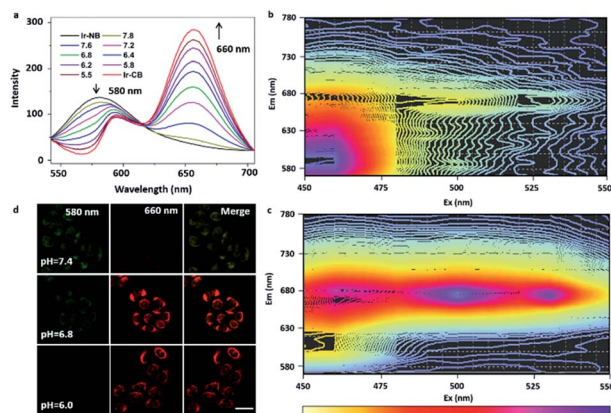 a
300
200
100
0
Intensity
Ir-NB 7.8
7.6 7.2
6.8 6.4
6.2 5.8
5.5 Ir-CB
580 nm
660 nm
550 600 650 700
Wavelength (nm)
b
780
730
680
630
580
Em (nm)
450 475 500 525 550
Ex (nm)
d
580 nm 660 nm Merge
pH=7.4
pH=6.8
pH=6.0
c
780
730
680
630
580
Em (nm)
450 475 500 525 550
Ex (nm)